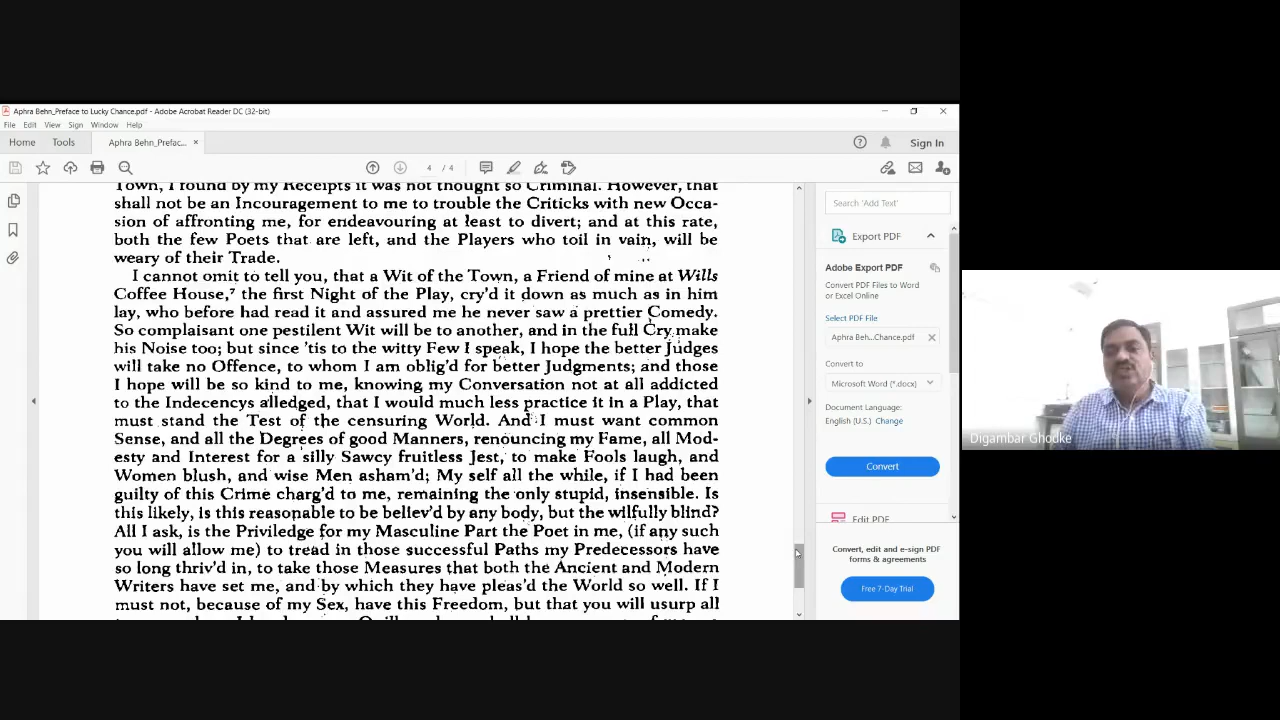 Aphra Behn_Preface to Lucky Chance.pdf - Adobe Acrobat Reader DC (32-bit)
File Edit View Sign Window Help
Home Tools Aphra Behn_Prefac... × Sign In
4 / 4
Town, I found by my Receipts it was not thought so Criminal. However, that
shall not be an Incouragement to me to trouble the Criticks with new Occa-
sion of affronting me, for endeavouring at least to divert; and at this rate,
both the few Poets that are left, and the Players who toil in vain, will be
weary of their Trade.
I cannot omit to tell you, that a Wit of the Town, a Friend of mine at Wills
Coffee House,⁷ the first Night of the Play, cry'd it down as much as in him
lay, who before had read it and assured me he never saw a prettier Comedy.
So complaisant one pestilent Wit will be to another, and in the full Cry make
his Noise too; but since 'tis to the witty Few I speak, I hope the better Judges
will take no Offence, to whom I am oblig'd for better Judgments; and those
I hope will be so kind to me, knowing my Conversation not at all addicted
to the Indecencys alledged, that I would much less practice it in a Play, that
must stand the Test of the censuring World. And I must want common
Sense, and all the Degrees of good Manners, renouncing my Fame, all Mod-
esty and Interest for a silly Sawcy fruitless Jest, to make Fools laugh, and
Women blush, and wise Men asham'd; My self all the while, if I had been
guilty of this Crime charg'd to me, remaining the only stupid, insensible. Is
this likely, is this reasonable to be believ'd by any body, but the wilfully blind?
All I ask, is the Priviledge for my Masculine Part the Poet in me, (if any such
you will allow me) to tread in those successful Paths my Predecessors have
so long thriv'd in, to take those Measures that both the Ancient and Modern
Writers have set me, and by which they have pleas'd the World so well. If I
must not, because of my Sex, have this Freedom, but that you will usurp all
Search 'Add Text'
Export PDF
Adobe Export PDF
Convert PDF Files to Word
or Excel Online
Select PDF File
Aphra Beh...Chance.pdf
Convert to
Microsoft Word (*.docx)
Document Language:
English (U.S.) Change
Convert
Edit PDF
Convert, edit and e-sign PDF
forms & agreements
Free 7-Day Trial
Digambar Ghodke